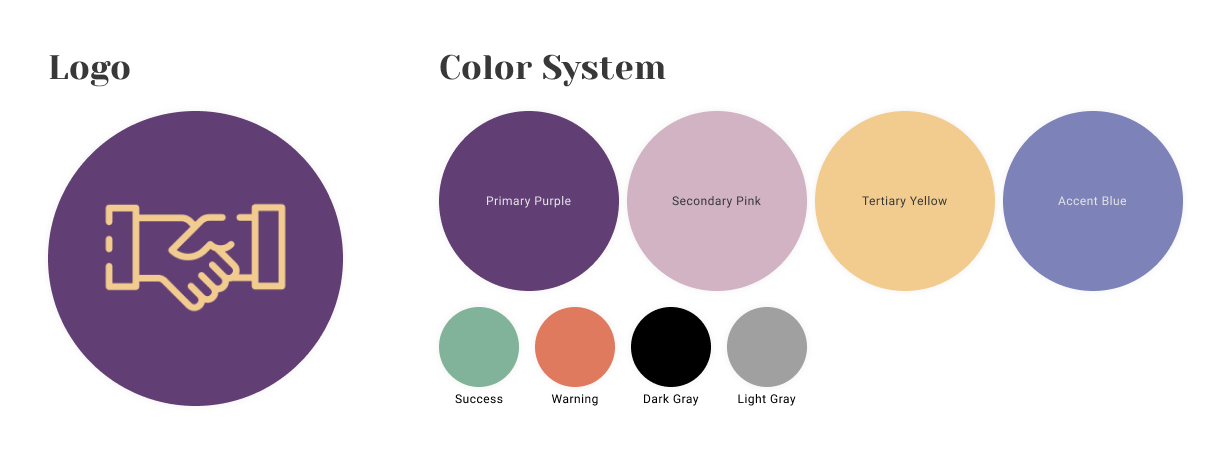 Logo
Color System
Primary Purple
Secondary Pink
Tertiary Yellow
Accent Blue
Success
Warning
Dark Gray
Light Gray